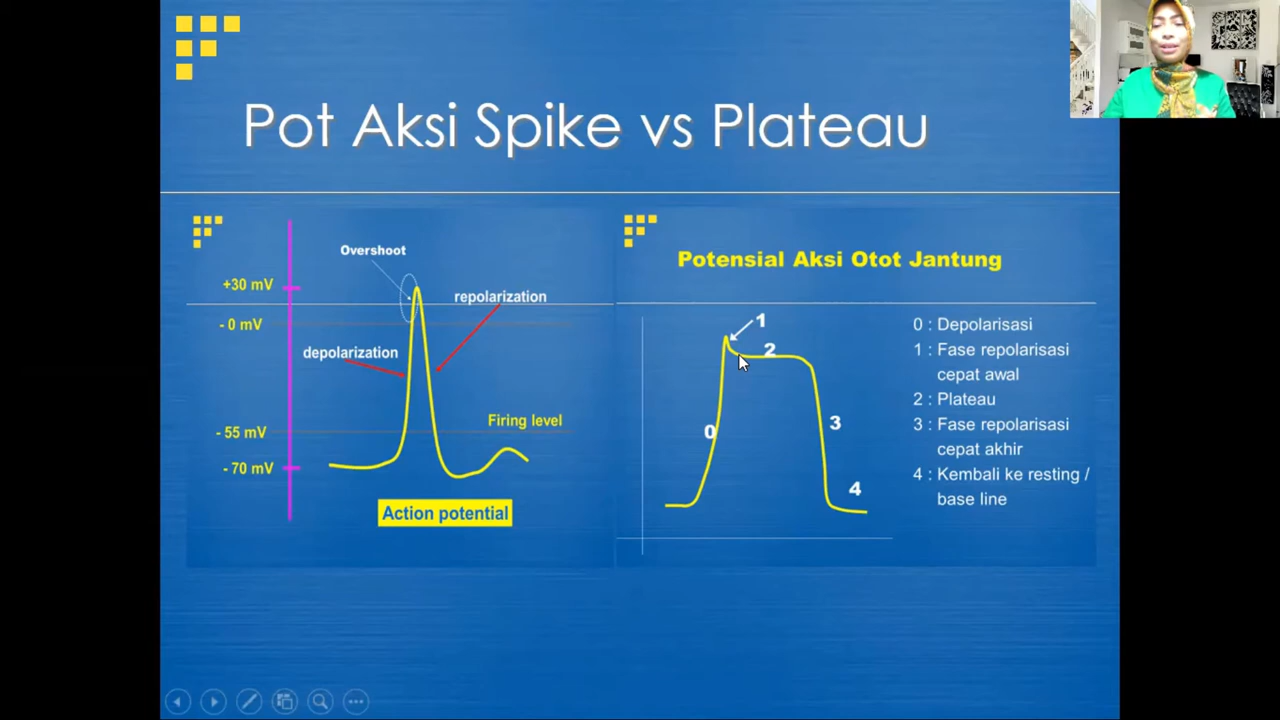 Pot Aksi Spike vs Plateau
Overshoot
+30 mV
repolarization
- 0 mV
depolarization
Firing level
- 55 mV
- 70 mV
Action potential
Potensial Aksi Otot Jantung
1
2
0
3
4
0 : Depolarisasi
1 : Fase repolarisasi
cepat awal
2 : Plateau
3 : Fase repolarisasi
cepat akhir
4 : Kembali ke resting /
base line